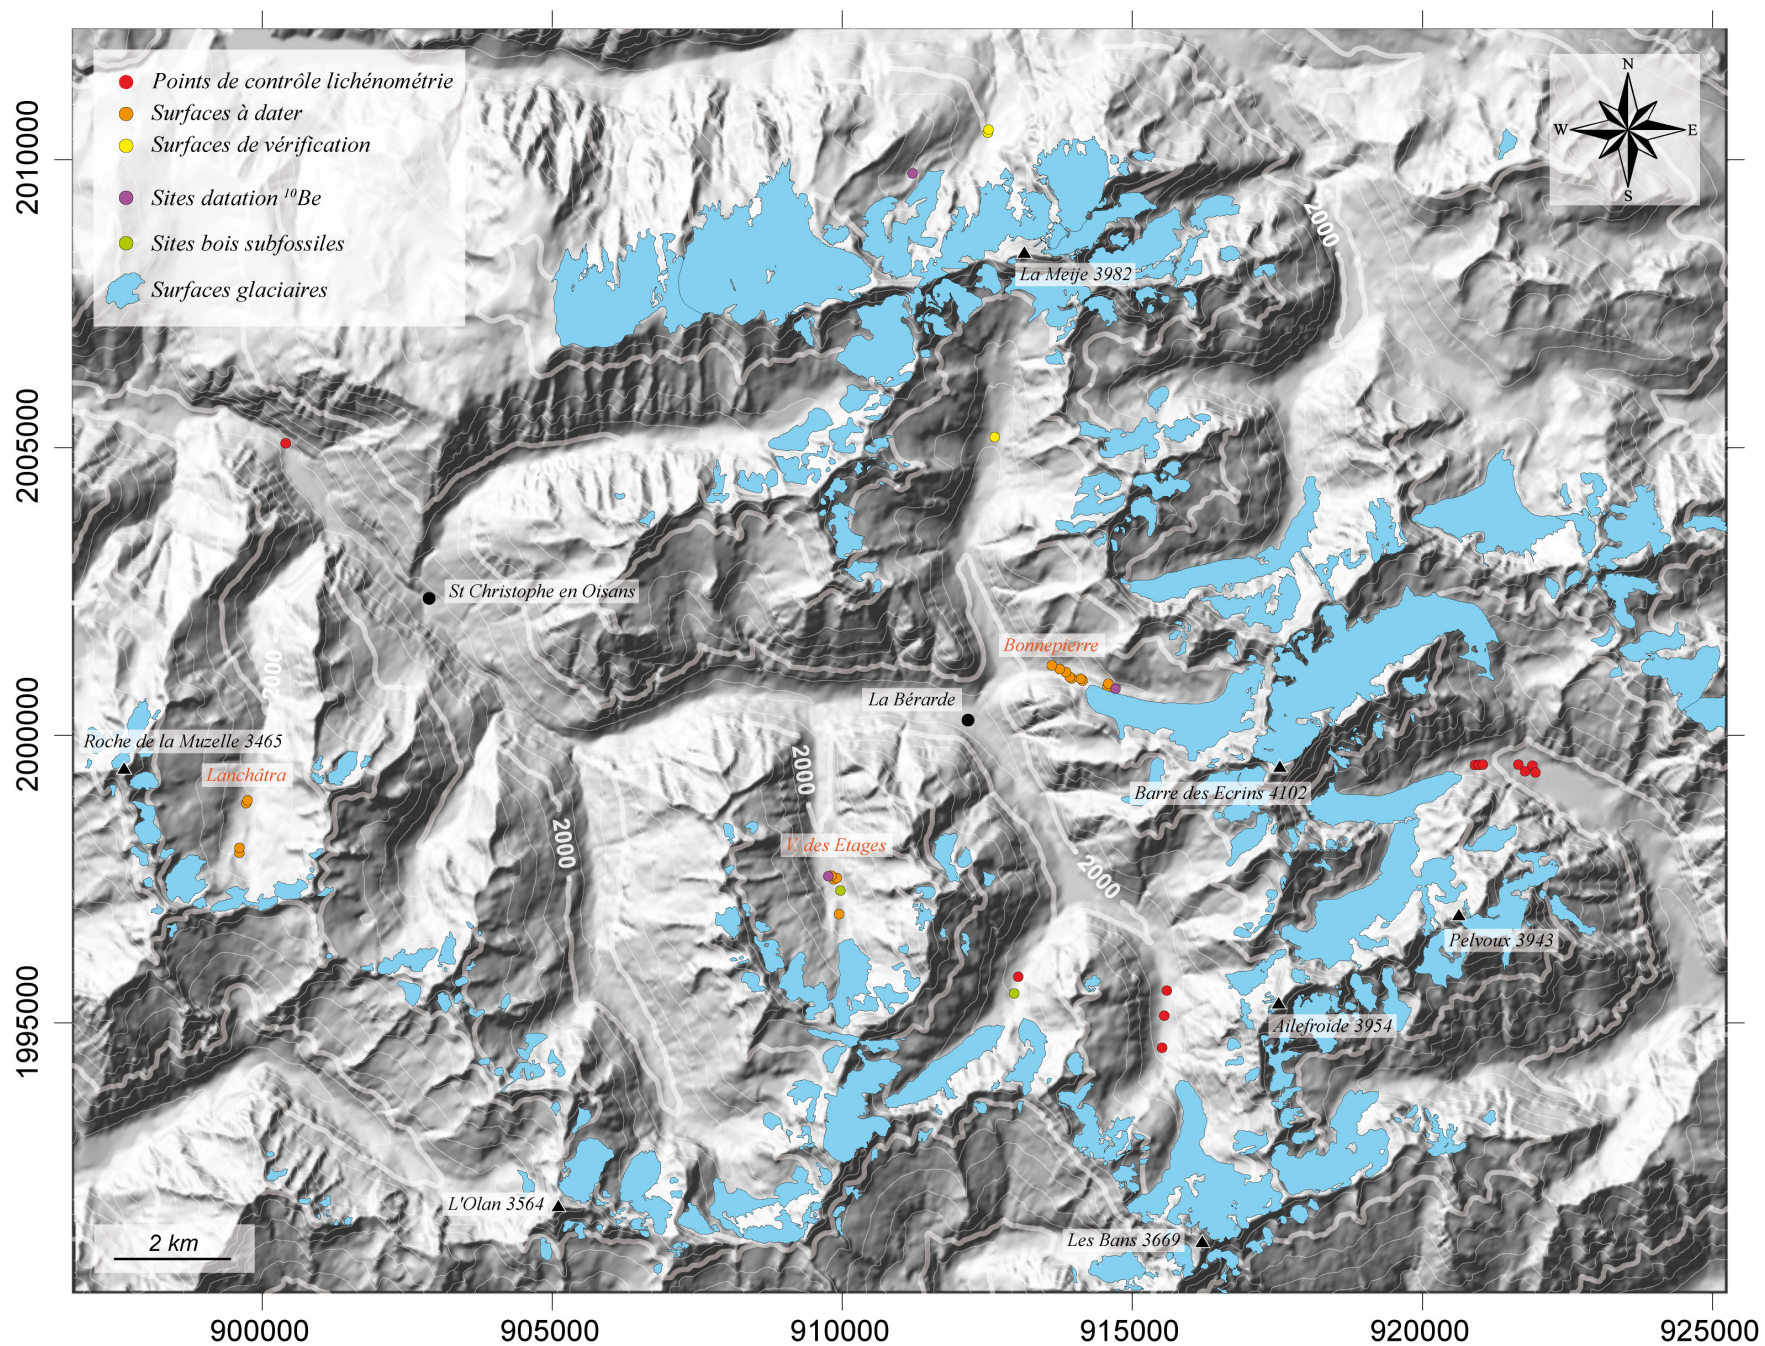 Points de contrôle lichénométrie
Surfaces à dater
Surfaces de vérification
Sites datation ¹⁰Be
Sites bois subfossiles
Surfaces glaciaires
N
W
E
S
2010000
2005000
2000000
1995000
2000
La Meije 3982
2000
St Christophe en Oisans
Bonnepierre
2000
La Bérarde
Roche de la Muzelle 3465
Lanchâtra
2000
Barre des Ecrins 4102
2000
V. des Etages
2000
Pelvoux 3943
Ailefroide 3954
L'Olan 3564
Les Bans 3669
2 km
900000
905000
910000
915000
920000
925000